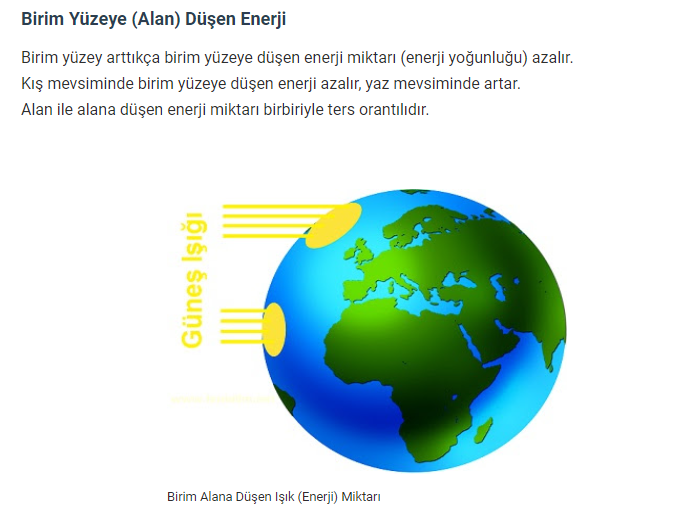 Birim Yüzeye (Alan) Düşen Enerji
Birim yüzey arttıkça birim yüzeye düşen enerji miktarı (enerji yoğunluğu) azalır.
Kış mevsiminde birim yüzeye düşen enerji azalır, yaz mevsiminde artar.
Alan ile alana düşen enerji miktarı birbiriyle ters orantılıdır.
Güneş Işığı
Birim Alana Düşen Işık (Enerji) Miktarı